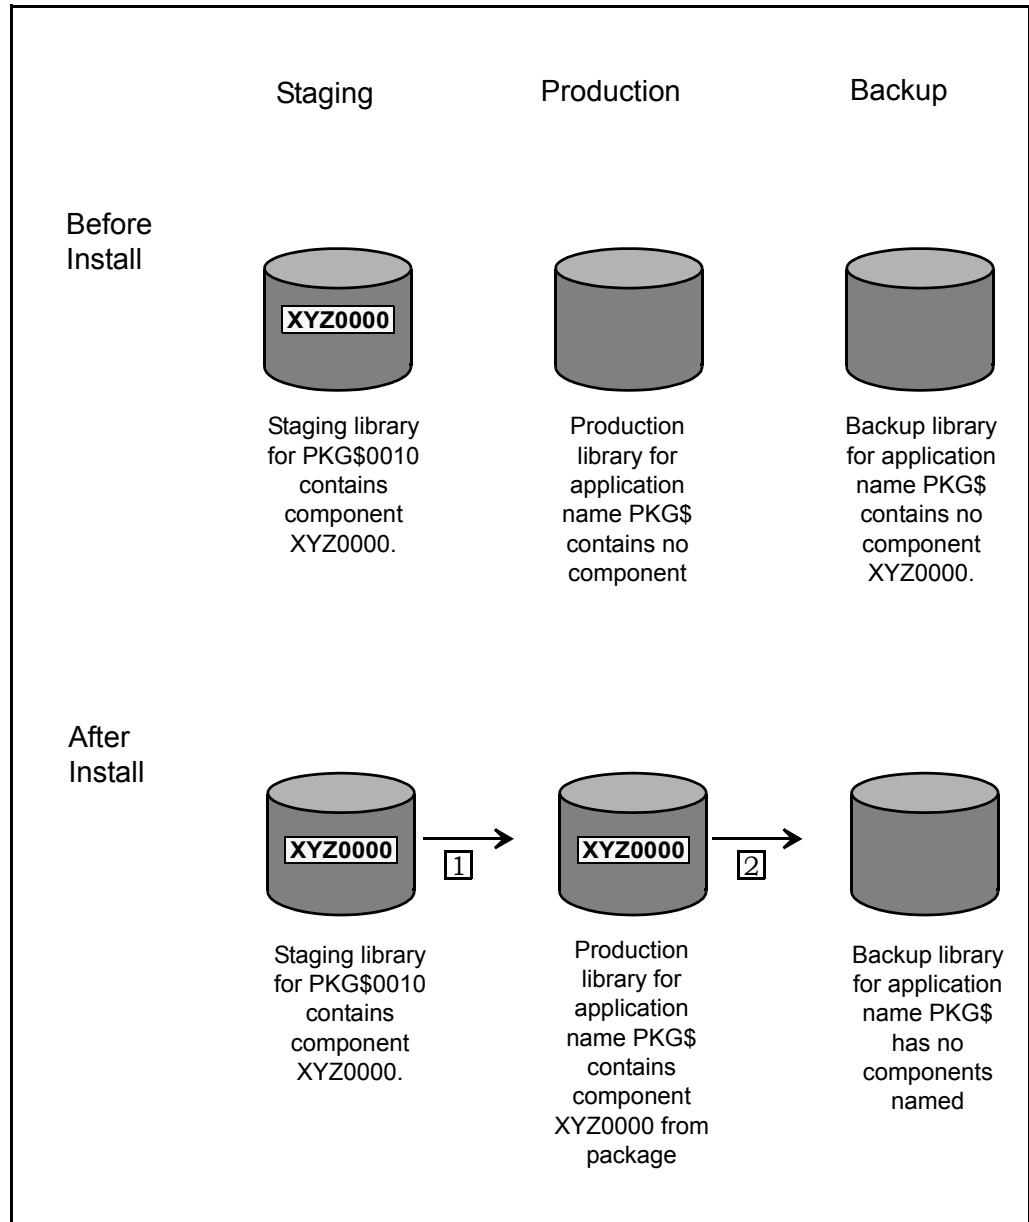 Staging
Production
Backup
Before
Install
XYZ0000
Staging library
for PKG$0010
contains
component
XYZ0000.
Production
library for
application
name PKG$
contains no
component
Backup library
for application
name PKG$
contains no
component
XYZ0000.
After
Install
XYZ0000
1
XYZ0000
2
Staging library
for PKG$0010
contains
component
XYZ0000.
Production
library for
application
name PKG$
contains
component
XYZ0000 from
package
Backup library
for application
name PKG$
has no
components
named